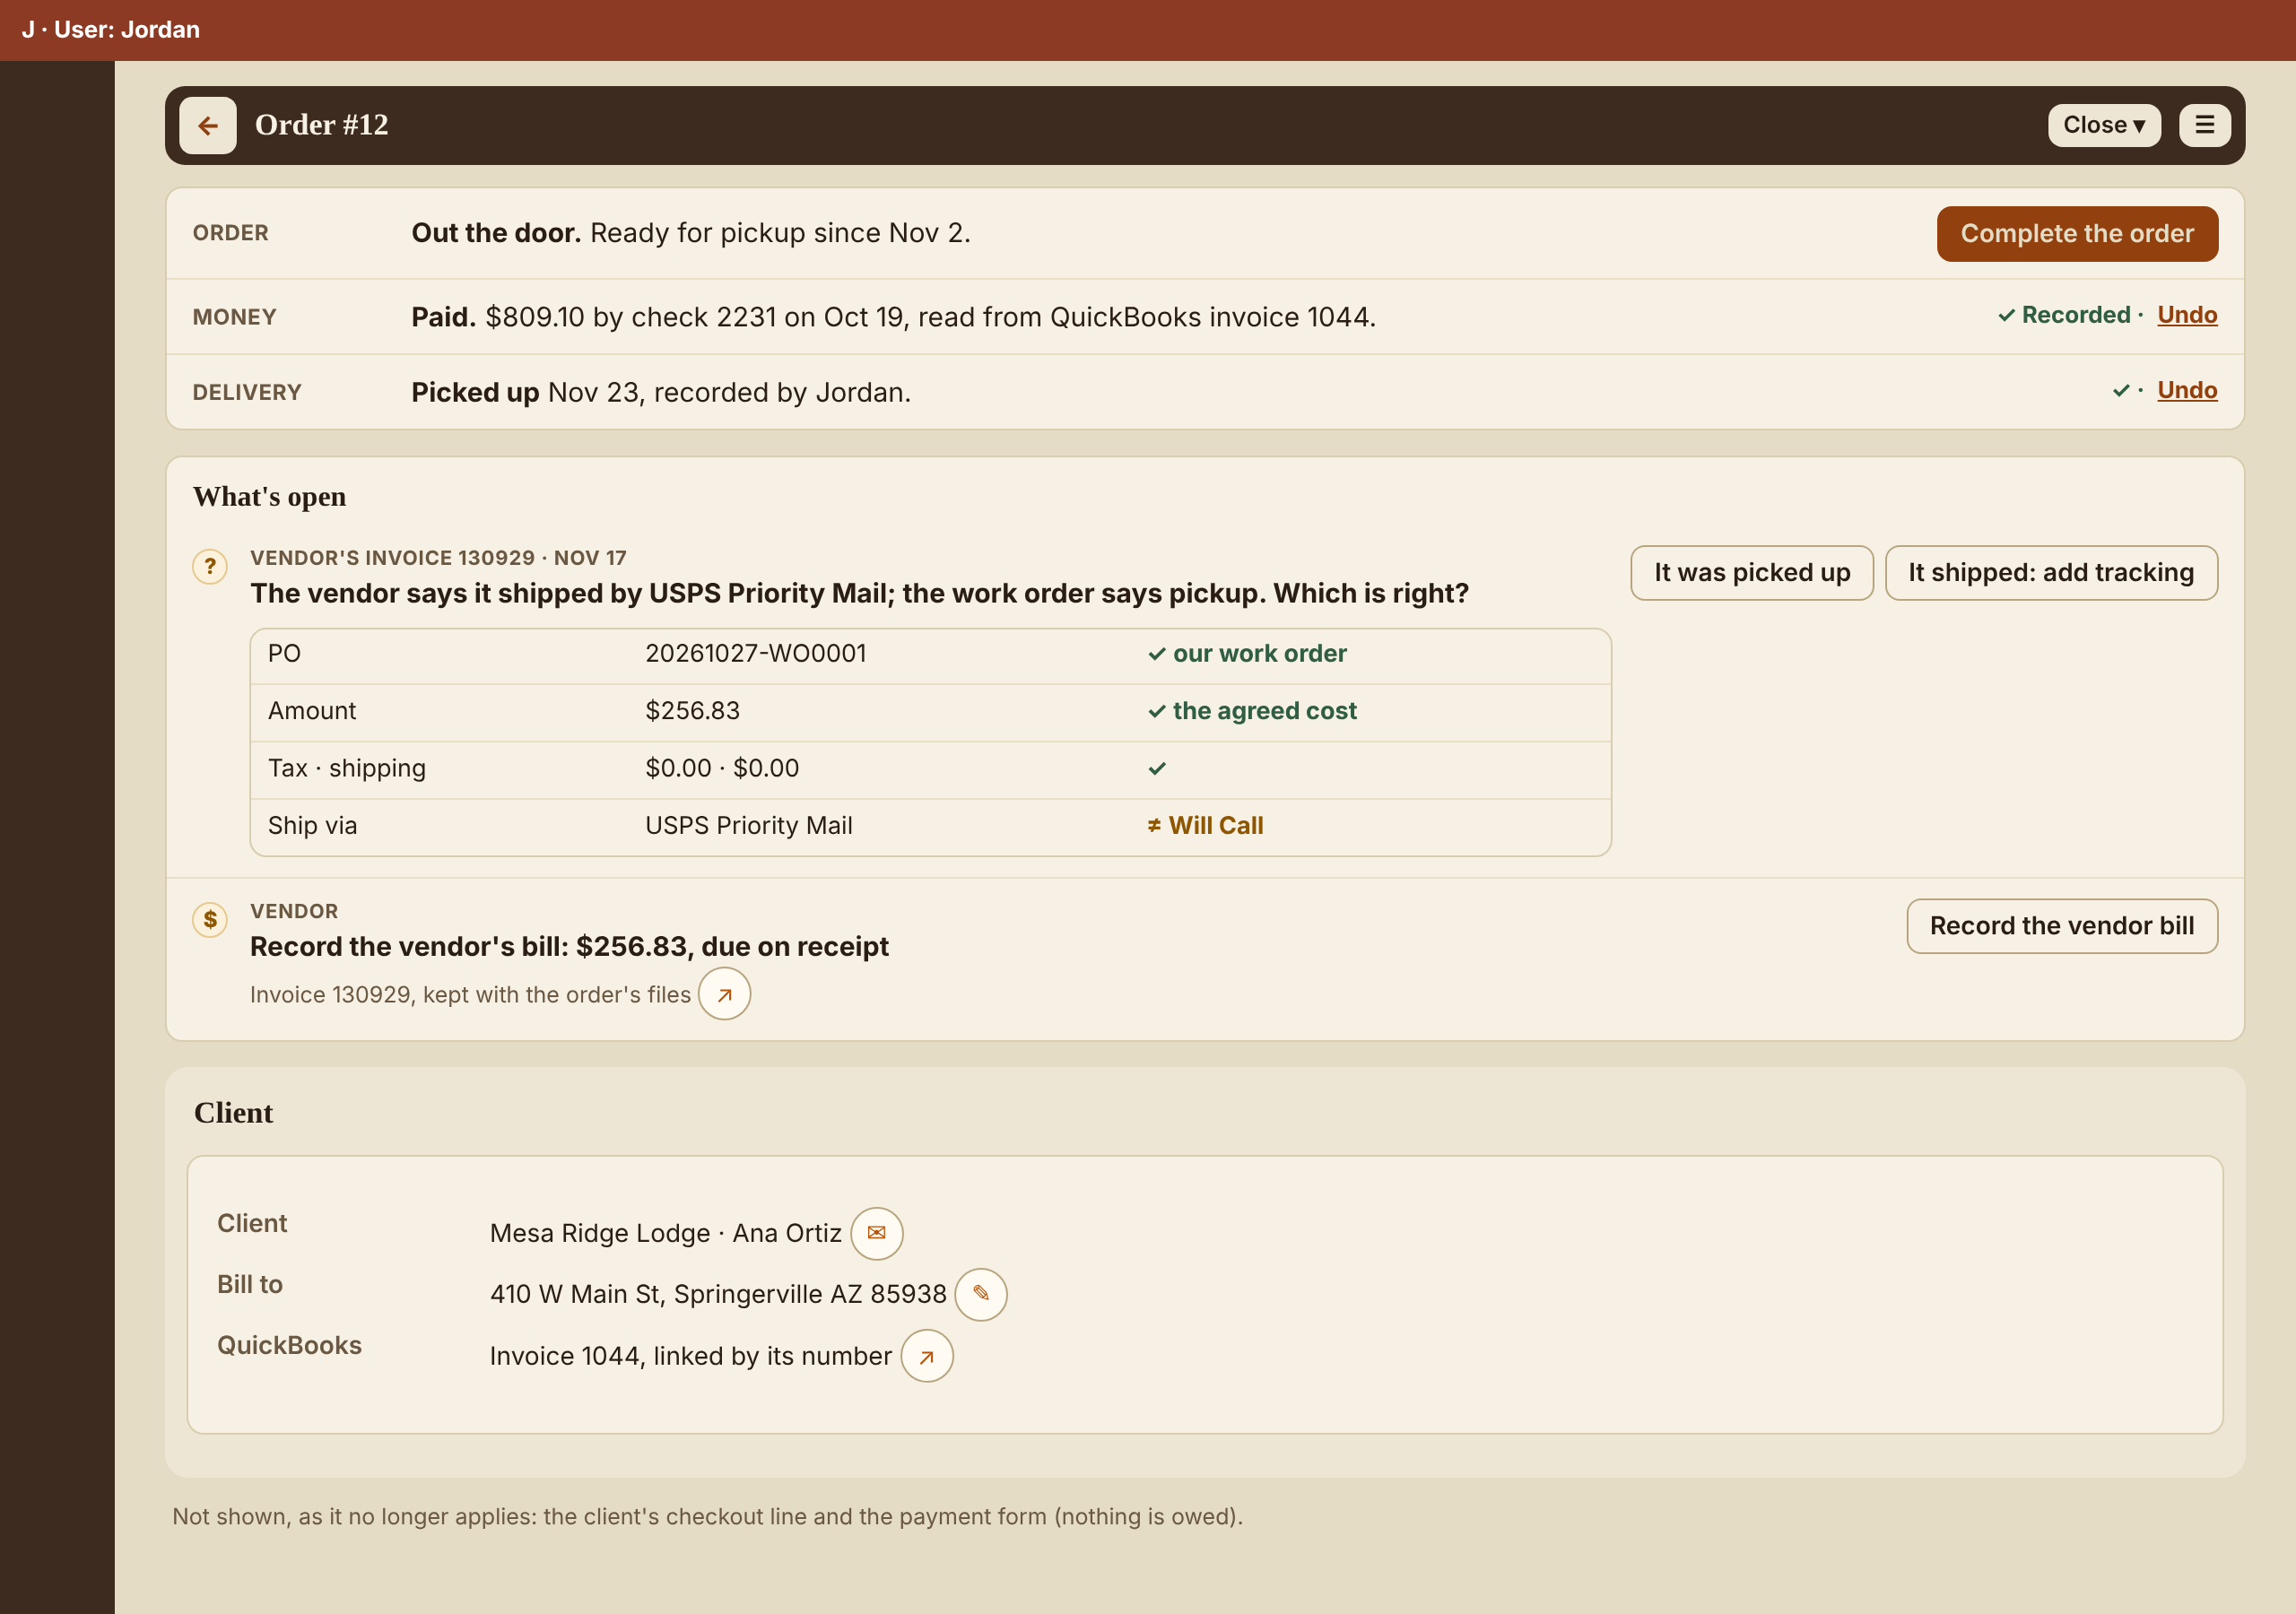 J · User: Jordan
← Order #12 Close ▾ ☰
ORDER Out the door. Ready for pickup since Nov 2. Complete the order
MONEY Paid. $809.10 by check 2231 on Oct 19, read from QuickBooks invoice 1044. ✓ Recorded · Undo
DELIVERY Picked up Nov 23, recorded by Jordan. ✓ · Undo
What's open
? VENDOR'S INVOICE 130929 · NOV 17
The vendor says it shipped by USPS Priority Mail; the work order says pickup. Which is right?
It was picked up It shipped: add tracking
PO 20261027-WO0001 ✓ our work order
Amount $256.83 ✓ the agreed cost
Tax · shipping $0.00 · $0.00 ✓
Ship via USPS Priority Mail ≠ Will Call
$ VENDOR
Record the vendor's bill: $256.83, due on receipt
Record the vendor bill
Invoice 130929, kept with the order's files ↗
Client
Client Mesa Ridge Lodge · Ana Ortiz ✉
Bill to 410 W Main St, Springerville AZ 85938 ✎
QuickBooks Invoice 1044, linked by its number ↗
Not shown, as it no longer applies: the client's checkout line and the payment form (nothing is owed).